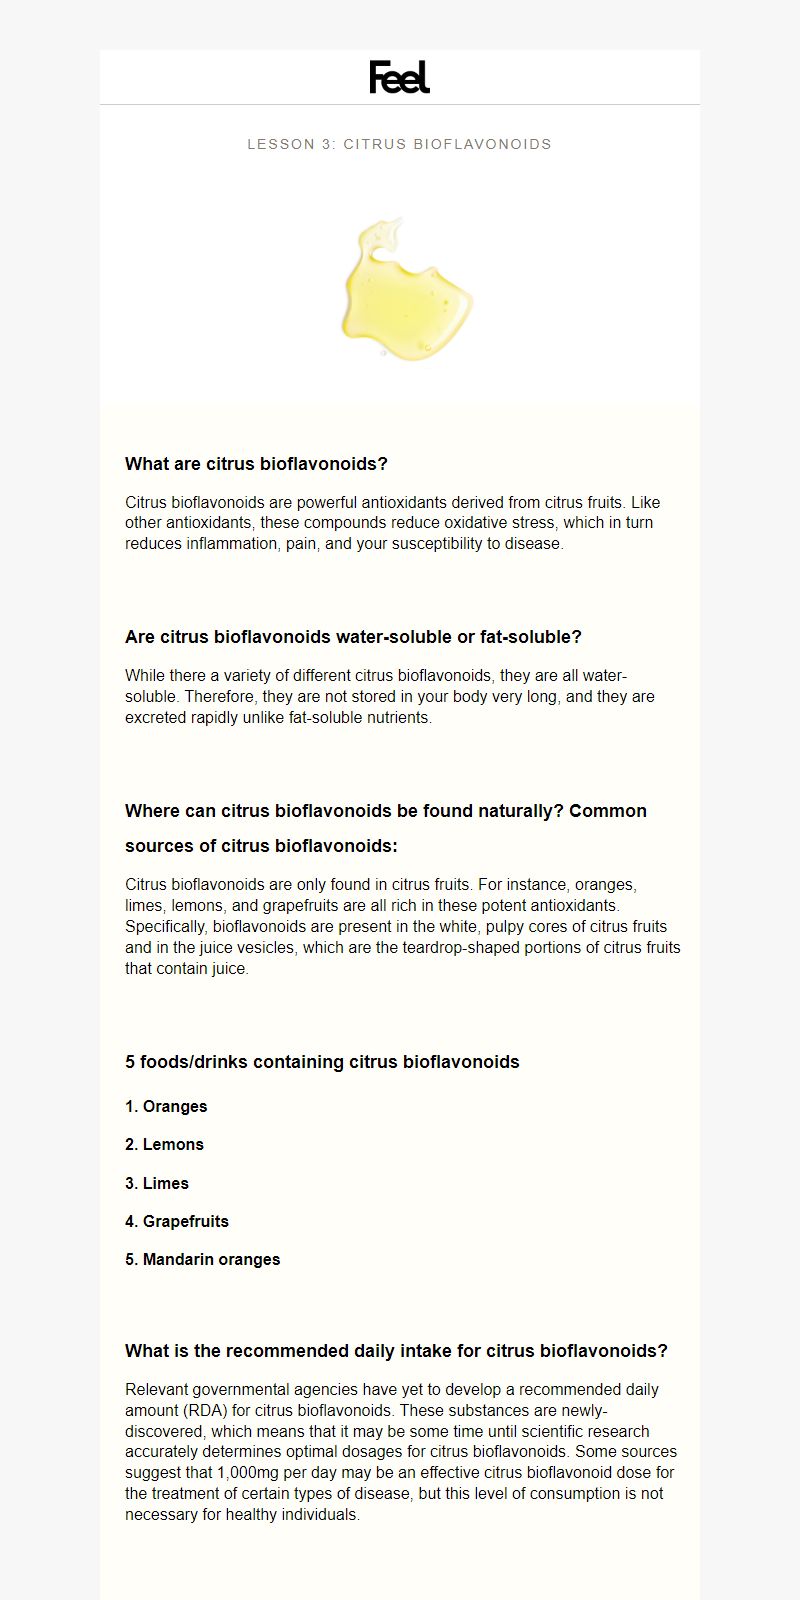 Feel
LESSON 3: CITRUS BIOFLAVONOIDS
What are citrus bioflavonoids?
Citrus bioflavonoids are powerful antioxidants derived from citrus fruits. Like
other antioxidants, these compounds reduce oxidative stress, which in turn
reduces inflammation, pain, and your susceptibility to disease.
Are citrus bioflavonoids water-soluble or fat-soluble?
While there a variety of different citrus bioflavonoids, they are all water-
soluble. Therefore, they are not stored in your body very long, and they are
excreted rapidly unlike fat-soluble nutrients.
Where can citrus bioflavonoids be found naturally? Common
sources of citrus bioflavonoids:
Citrus bioflavonoids are only found in citrus fruits. For instance, oranges,
limes, lemons, and grapefruits are all rich in these potent antioxidants.
Specifically, bioflavonoids are present in the white, pulpy cores of citrus fruits
and in the juice vesicles, which are the teardrop-shaped portions of citrus fruits
that contain juice.
5 foods/drinks containing citrus bioflavonoids
1. Oranges
2. Lemons
3. Limes
4. Grapefruits
5. Mandarin oranges
What is the recommended daily intake for citrus bioflavonoids?
Relevant governmental agencies have yet to develop a recommended daily
amount (RDA) for citrus bioflavonoids. These substances are newly-
discovered, which means that it may be some time until scientific research
accurately determines optimal dosages for citrus bioflavonoids. Some sources
suggest that 1,000mg per day may be an effective citrus bioflavonoid dose for
the treatment of certain types of disease, but this level of consumption is not
necessary for healthy individuals.